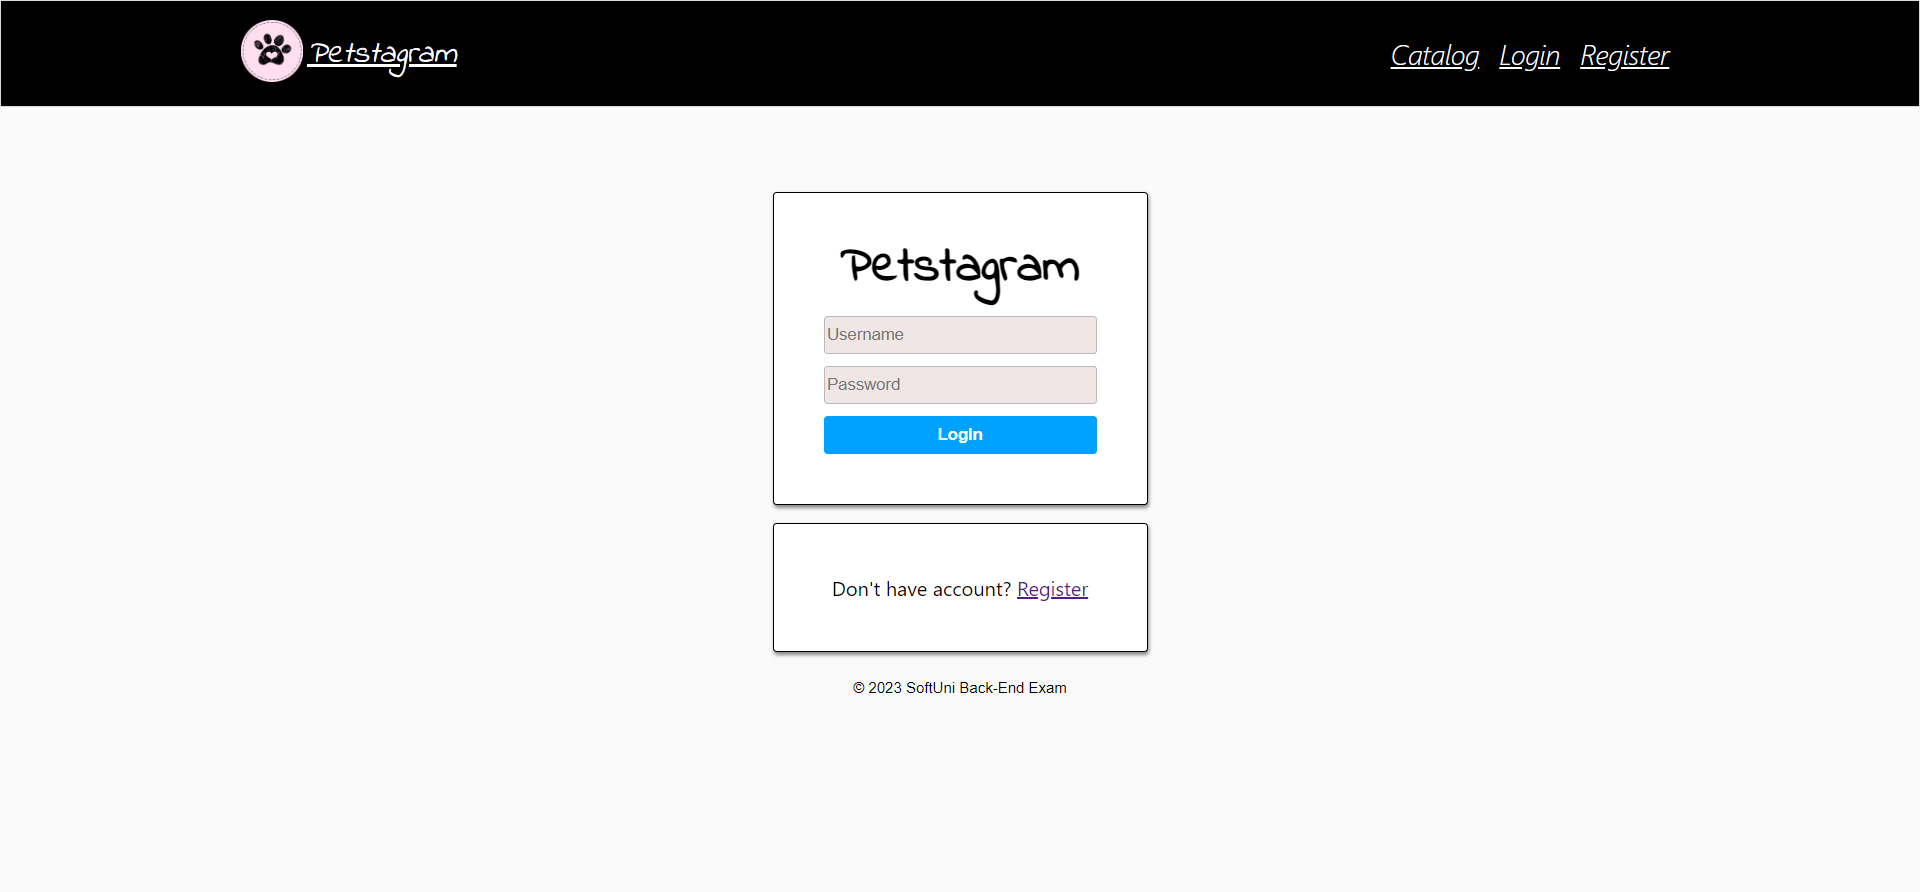 Petstagram
Catalog Login Register
Petstagram
Username
Password
LogIn
Don't have account? Register
© 2023 SoftUni Back-End Exam